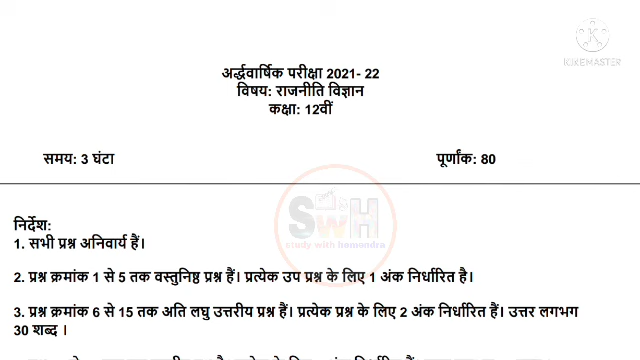 KINEMASTER
अर्द्धवार्षिक परीक्षा 2021- 22
विषय: राजनीति विज्ञान
कक्षा: 12वीं
समय: 3 घंटा
पूर्णांक: 80
SwH
study with homendra
निर्देश:
1. सभी प्रश्न अनिवार्य हैं।
2. प्रश्न क्रमांक 1 से 5 तक वस्तुनिष्ठ प्रश्न हैं। प्रत्येक उप प्रश्न के लिए 1 अंक निर्धारित है।
3. प्रश्न क्रमांक 6 से 15 तक अति लघु उत्तरीय प्रश्न हैं। प्रत्येक प्रश्न के लिए 2 अंक निर्धारित हैं। उत्तर लगभग
30 शब्द ।